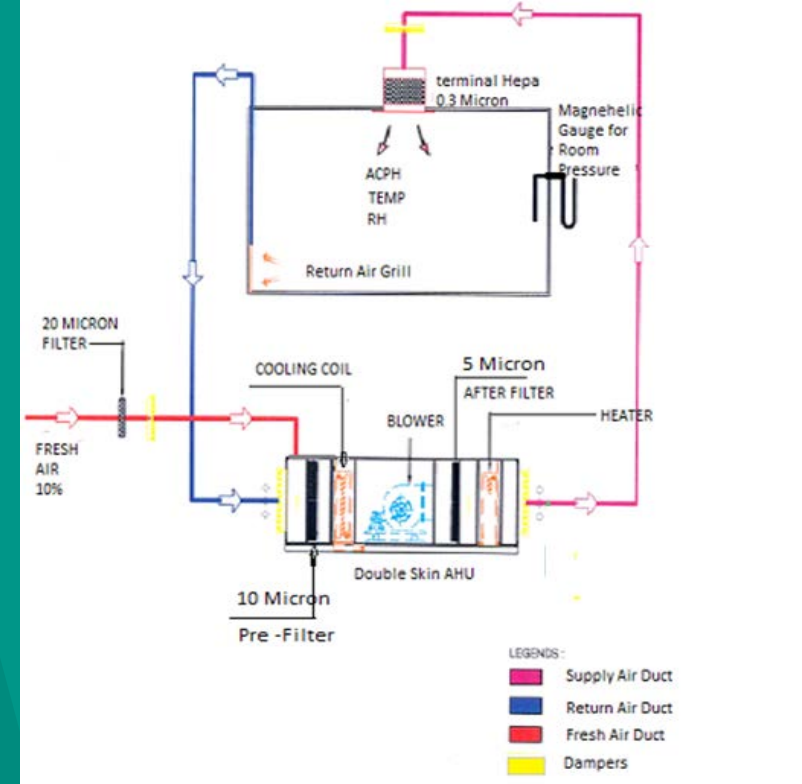 terminal Hepa
0.3 Micron
Magnehelic
Gauge for
Room
Pressure
ACPH
TEMP
RH
Return Air Grill
20 MICRON
FILTER
COOLING COIL
5 Micron
AFTER FILTER
BLOWER
HEATER
FRESH
AIR
10%
Double Skin AHU
10 Micron
Pre -Filter
LEGENDS :
Supply Air Duct
Return Air Duct
Fresh Air Duct
Dampers